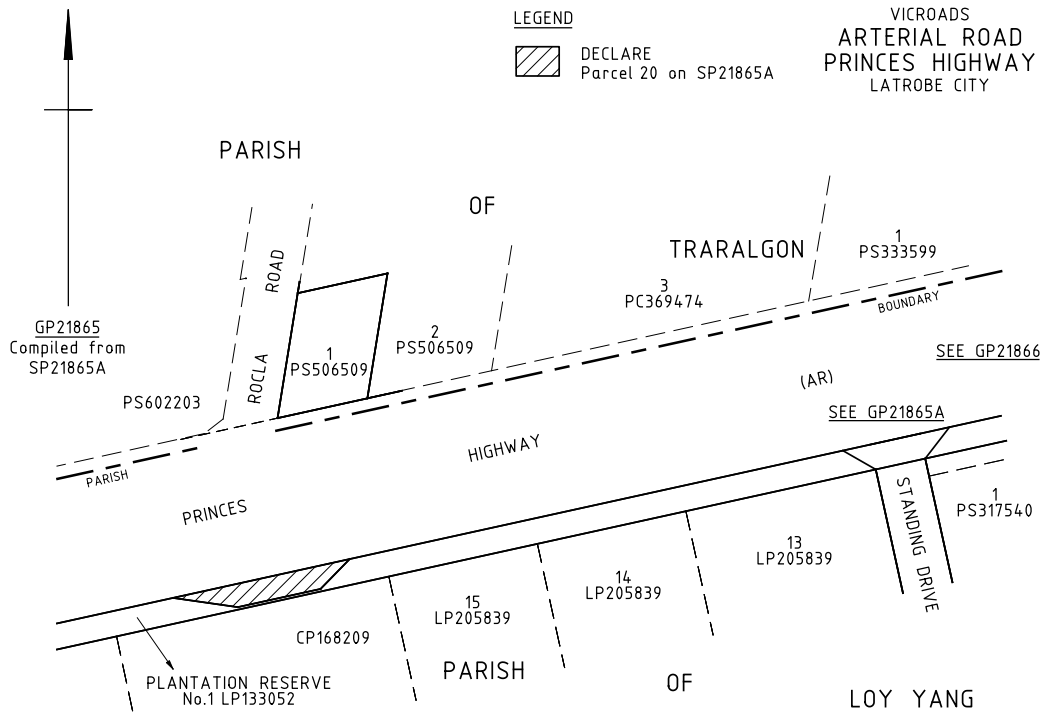 LEGEND
DECLARE
Parcel 20 on SP21865A
VICROADS
ARTERIAL ROAD
PRINCES HIGHWAY
LATROBE CITY
PARISH
OF
TRARALGON
1
PS333599
ROCLA ROAD
3
PC369474
BOUNDARY
GP21865
Compiled from
SP21865A
2
PS506509
1
PS506509
SEE GP21866
(AR)
PS602203
SEE GP21865A
HIGHWAY
PARISH
PRINCES
STANDING DRIVE
1
PS317540
13
LP205839
14
LP205839
15
LP205839
CP168209
PARISH
OF
LOY YANG
PLANTATION RESERVE
No.1 LP133052